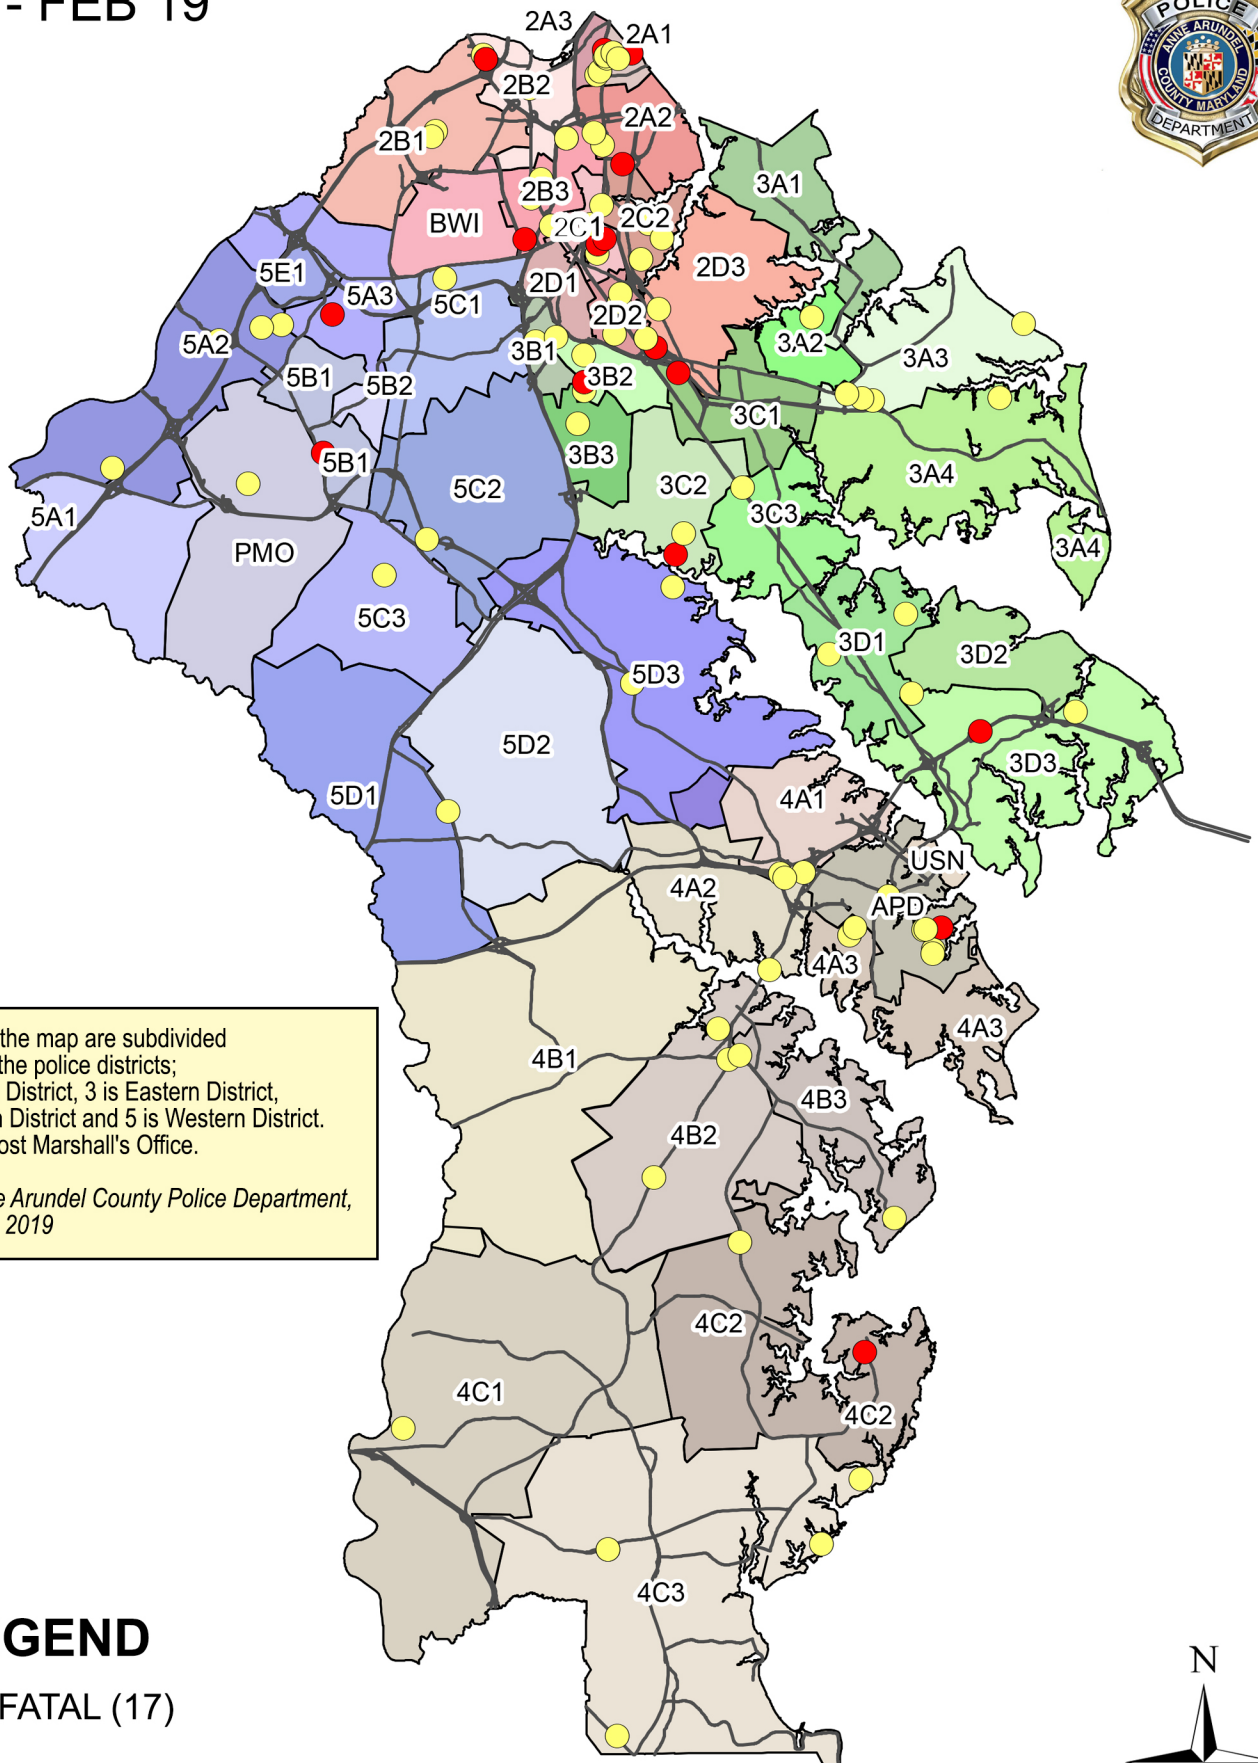 - FEB 19
POLICE
ANNE ARUNDEL
COUNTY MARYLAND
DEPARTMENT
2A3
2A1
2B2
2A2
2B1
3A1
2B3
BWI
2C1
2C2
2D3
5E1
2D1
5A3
5C1
2D2
5A2
3B1
3A2
3A3
5B1
5B2
3B2
3C1
3B3
5B1
5C2
3C2
3A4
5A1
3C3
PMO
3A4
5C3
3D1
3D2
5D3
5D2
3D3
5D1
4A1
USN
4A2
APD
4A3
4A3
4B1
4B3
4B2
4C2
4C1
4C2
4C3
the map are subdivided
the police districts;
District, 3 is Eastern District,
District and 5 is Western District.
ost Marshall's Office.
e Arundel County Police Department,
2019
GEND
FATAL (17)
N